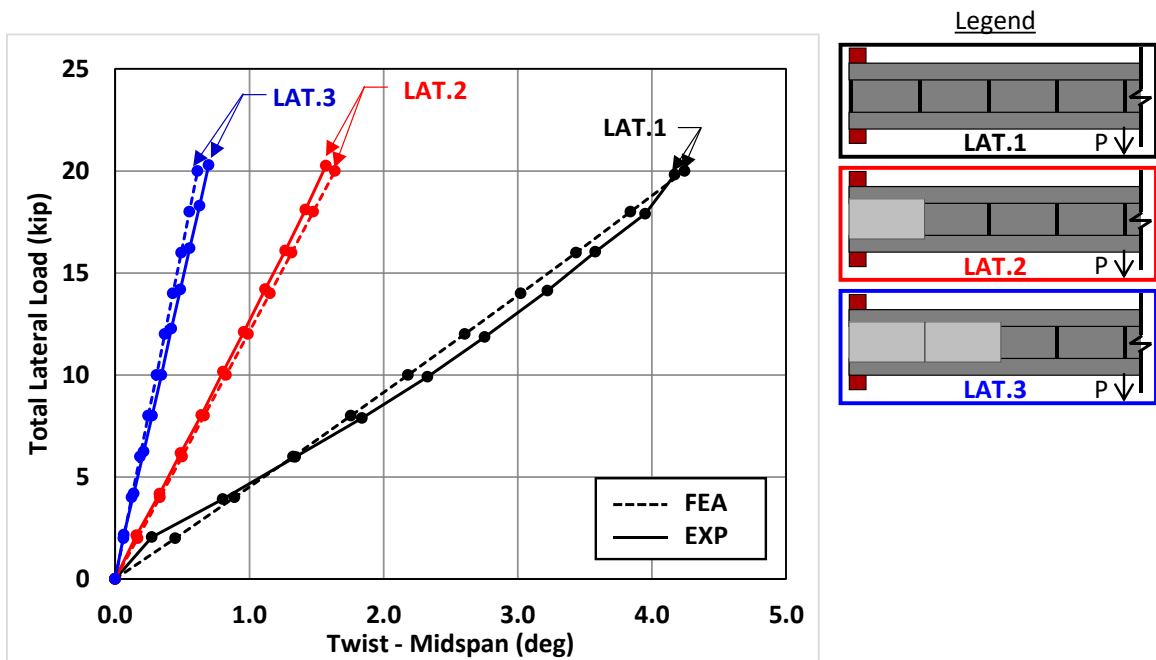 Legend
25
20
15
10
5
0
Total Lateral Load (kip)
LAT.3
LAT.2
LAT.1
FEA
EXP
0.0 1.0 2.0 3.0 4.0 5.0
Twist - Midspan (deg)
LAT.1
P
LAT.2
P
LAT.3
P